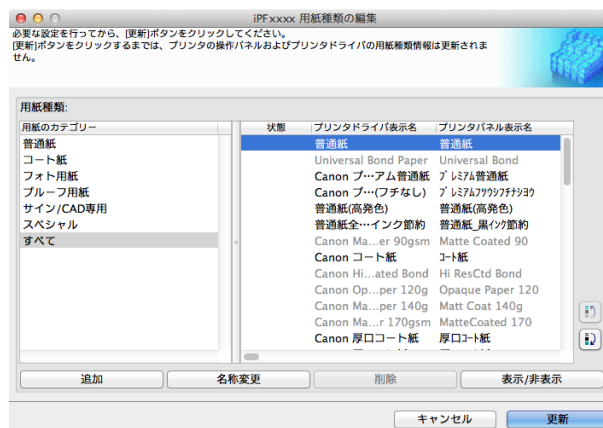 iPFxxxx 用紙種類の編集
必要な設定を行ってから、[更新]ボタンをクリックしてください。
[更新]ボタンをクリックするまでは、プリンタの操作パネルおよびプリンタドライバの用紙種類情報は更新されま
せん。
用紙種類:
用紙のカテゴリー
普通紙
コート紙
フォト用紙
プルーフ用紙
サイン/CAD専用
スペシャル
すべて
状態 プリンタドライバ表示名 プリンタパネル表示名
普通紙 普通紙
Universal Bond Paper Universal Bond
Canon プ…アム普通紙 プレミアム普通紙
Canon プ…(フチなし) プレミアムフツウシフチナシヨウ
普通紙(高発色) 普通紙(高発色)
普通紙全…インク節約 普通紙_黒インク節約
Canon Ma...er 90gsm Matte Coated 90
Canon コート紙 コート紙
Canon Hi...ated Bond Hi ResCtd Bond
Canon Op...per 120g Opaque Paper 120
Canon Ma...per 140g Matt Coat 140g
Canon Ma...r 170gsm MatteCoated 170
Canon 厚口コート紙 厚口コート紙
追加 名称変更 削除 表示/非表示
キャンセル 更新